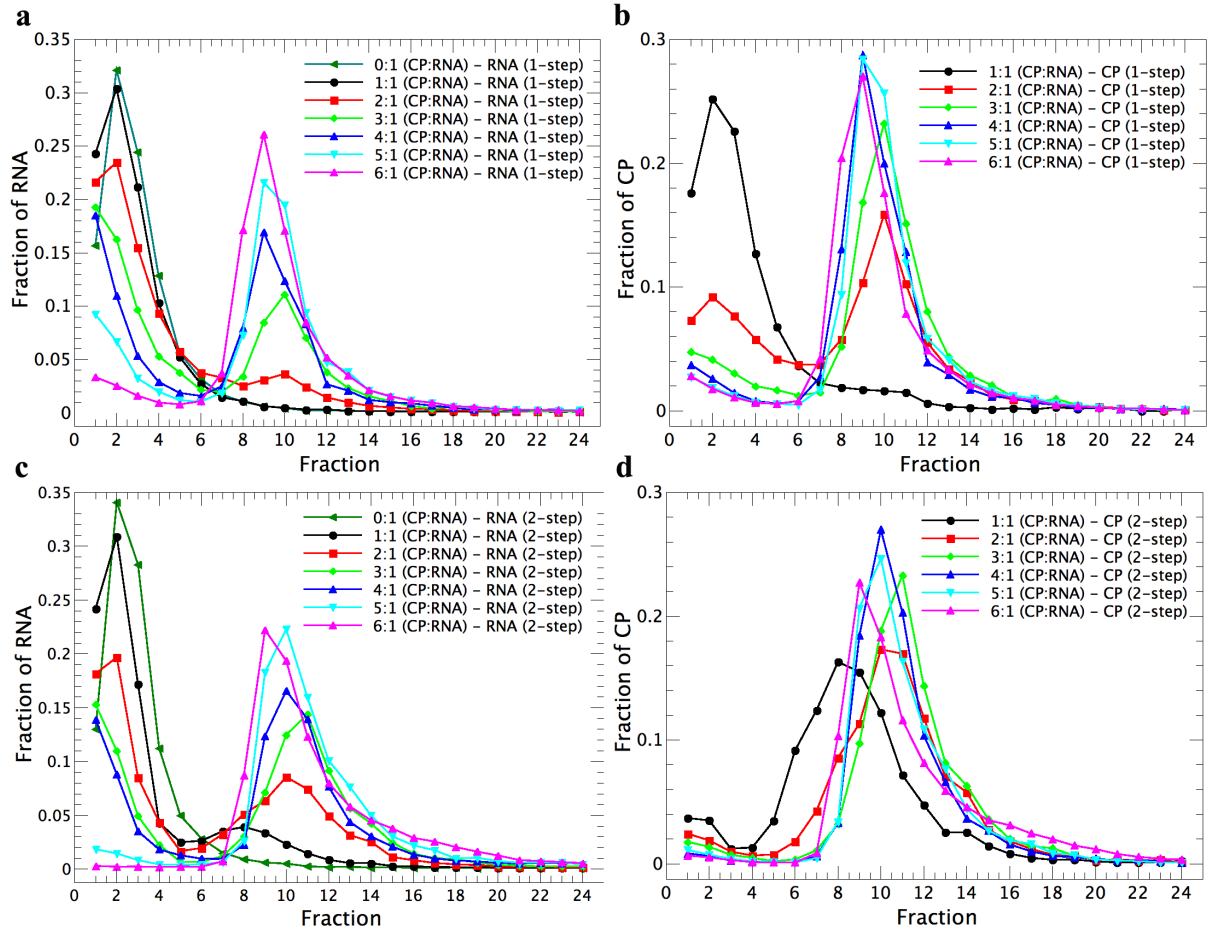 a
0.35
0.3
0.25
0.2
0.15
0.1
0.05
0
Fraction of RNA
0:1 (CP:RNA) – RNA (1–step)
1:1 (CP:RNA) – RNA (1–step)
2:1 (CP:RNA) – RNA (1–step)
3:1 (CP:RNA) – RNA (1–step)
4:1 (CP:RNA) – RNA (1–step)
5:1 (CP:RNA) – RNA (1–step)
6:1 (CP:RNA) – RNA (1–step)
0 2 4 6 8 10 12 14 16 18 20 22 24
Fraction
b
0.3
0.2
0.1
0
Fraction of CP
1:1 (CP:RNA) – CP (1–step)
2:1 (CP:RNA) – CP (1–step)
3:1 (CP:RNA) – CP (1–step)
4:1 (CP:RNA) – CP (1–step)
5:1 (CP:RNA) – CP (1–step)
6:1 (CP:RNA) – CP (1–step)
0 2 4 6 8 10 12 14 16 18 20 22 24
Fraction
c
0.35
0.3
0.25
0.2
0.15
0.1
0.05
0
Fraction of RNA
0:1 (CP:RNA) – RNA (2–step)
1:1 (CP:RNA) – RNA (2–step)
2:1 (CP:RNA) – RNA (2–step)
3:1 (CP:RNA) – RNA (2–step)
4:1 (CP:RNA) – RNA (2–step)
5:1 (CP:RNA) – RNA (2–step)
6:1 (CP:RNA) – RNA (2–step)
0 2 4 6 8 10 12 14 16 18 20 22 24
Fraction
d
0.3
0.2
0.1
0
Fraction of CP
1:1 (CP:RNA) – CP (2–step)
2:1 (CP:RNA) – CP (2–step)
3:1 (CP:RNA) – CP (2–step)
4:1 (CP:RNA) – CP (2–step)
5:1 (CP:RNA) – CP (2–step)
6:1 (CP:RNA) – CP (2–step)
0 2 4 6 8 10 12 14 16 18 20 22 24
Fraction